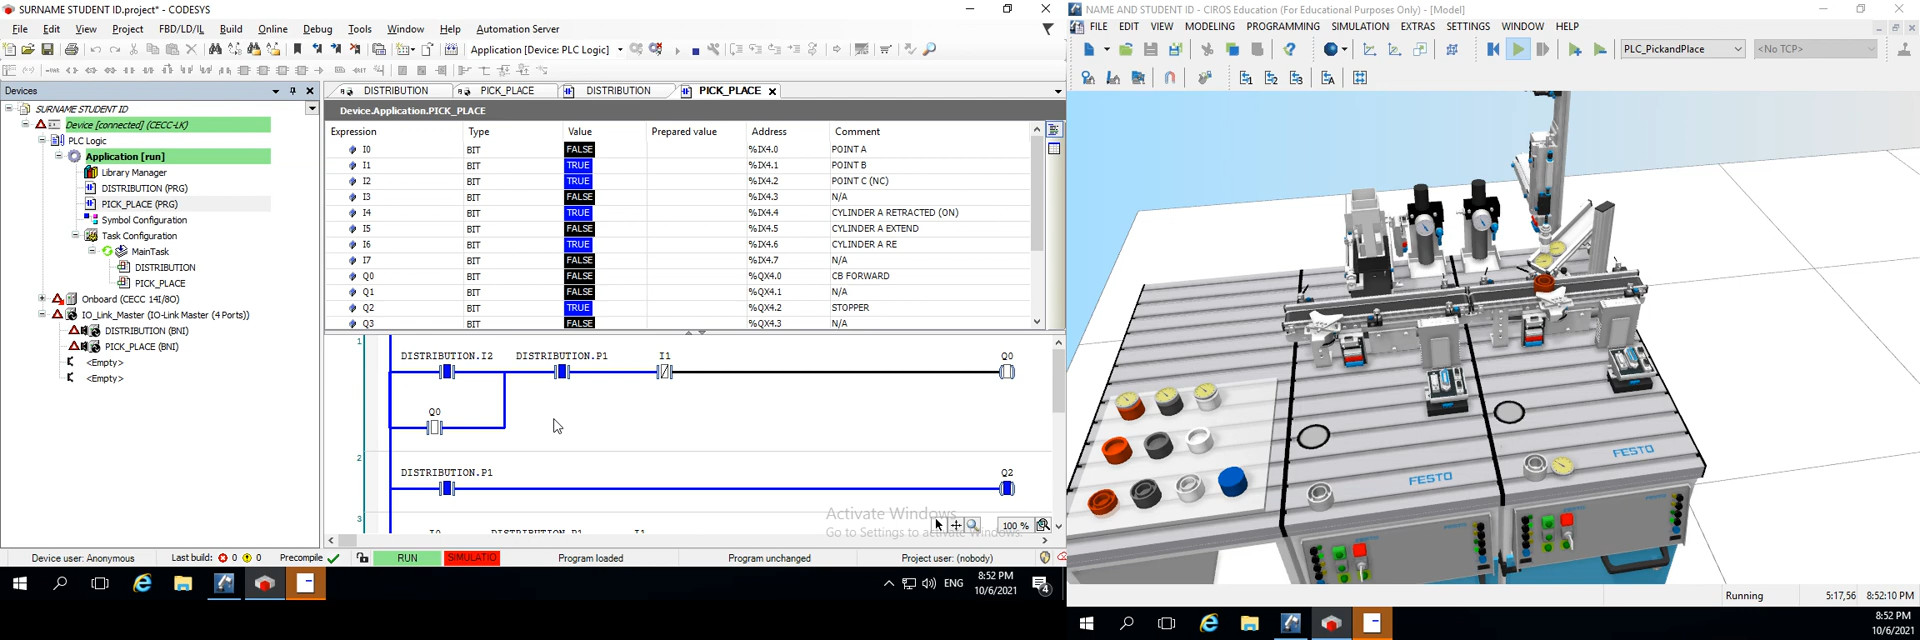 SURNAME STUDENT ID.project* - CODESYS
File Edit View Project FBD/LD/IL Build Online Debug Tools Window Help Automation Server
Application [Device: PLC Logic]
Devices
SURNAME STUDENT ID
Device [connected] (CECC-LK)
PLC Logic
Application [run]
Library Manager
DISTRIBUTION (PRG)
PICK_PLACE (PRG)
Symbol Configuration
Task Configuration
MainTask
DISTRIBUTION
PICK_PLACE
Onboard (CECC 14I/8O)
IO_Link_Master (IO-Link Master (4 Ports))
DISTRIBUTION (BNI)
PICK_PLACE (BNI)
<Empty>
<Empty>
DISTRIBUTION PICK_PLACE DISTRIBUTION PICK_PLACE
Device.Application.PICK_PLACE
Expression Type Value Prepared value Address Comment
I0 BIT FALSE %IX4.0 POINT A
I1 BIT TRUE %IX4.1 POINT B
I2 BIT TRUE %IX4.2 POINT C (NC)
I3 BIT FALSE %IX4.3 N/A
I4 BIT TRUE %IX4.4 CYLINDER A RETRACTED (ON)
I5 BIT FALSE %IX4.5 CYLINDER A EXTEND
I6 BIT TRUE %IX4.6 CYLINDER A RE
I7 BIT FALSE %IX4.7 N/A
Q0 BIT FALSE %QX4.0 CB FORWARD
Q1 BIT FALSE %QX4.1 N/A
Q2 BIT TRUE %QX4.2 STOPPER
Q3 BIT FALSE %QX4.3 N/A
1
DISTRIBUTION.I2 DISTRIBUTION.P1 I1 Q0
Q0
2
DISTRIBUTION.P1 Q2
3
I0 DISTRIBUTION.P1 I1
Activate Windows
Go to Settings to activate Windows.
100 %
Device user: Anonymous Last build: 0 0 Precompile RUN SIMULATIO Program loaded Program unchanged Project user: (nobody)
ENG 8:52 PM
10/6/2021
4
NAME AND STUDENT ID - CIROS Education (For Educational Purposes Only) - [Model]
FILE EDIT VIEW MODELING PROGRAMMING SIMULATION EXTRAS SETTINGS WINDOW HELP
PLC_PickandPlace <No TCP>
FESTO
FESTO
Running 5:17,56 8:52:10 PM
8:52 PM
10/6/2021